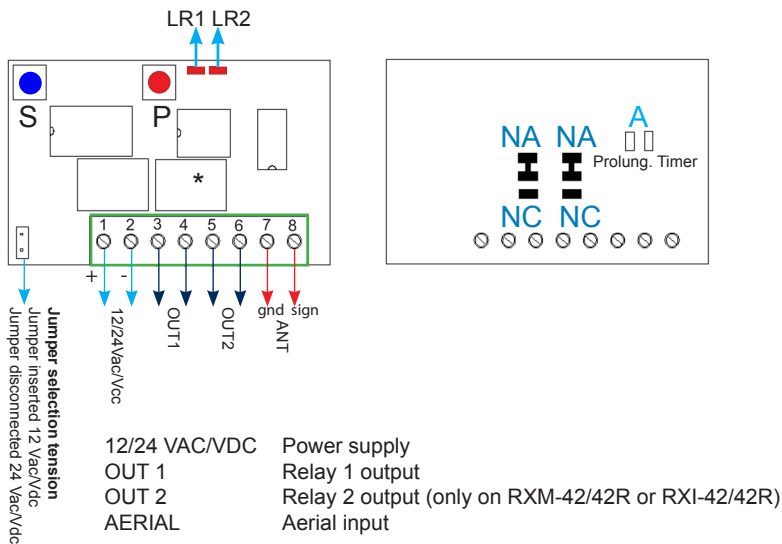 LR1 LR2
S
P
*
1 2 3 4 5 6 7 8
+ -
12/24Vac/Vcc
OUT1
OUT2
gnd sign
ANT
Jumper selection tension
Jumper inserted 12 Vac/Vdc
Jumper disconnected 24 Vac/Vdc
A
NA NA
Prolung. Timer
NC NC
12/24 VAC/VDC Power supply
OUT 1 Relay 1 output
OUT 2 Relay 2 output (only on RXM-42/42R or RXI-42/42R)
AERIAL Aerial input